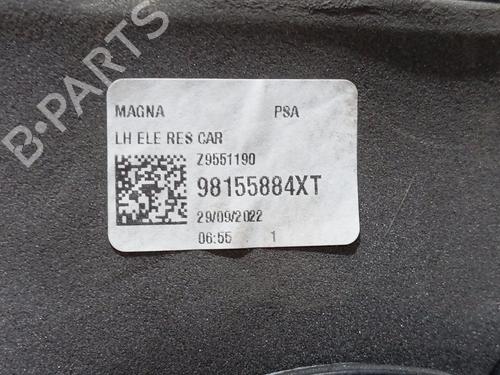 MAGNA PSA
LH ELE RES CAR
Z9551190
98155884XT
29/09/2022
06:55 1
B-PARTS